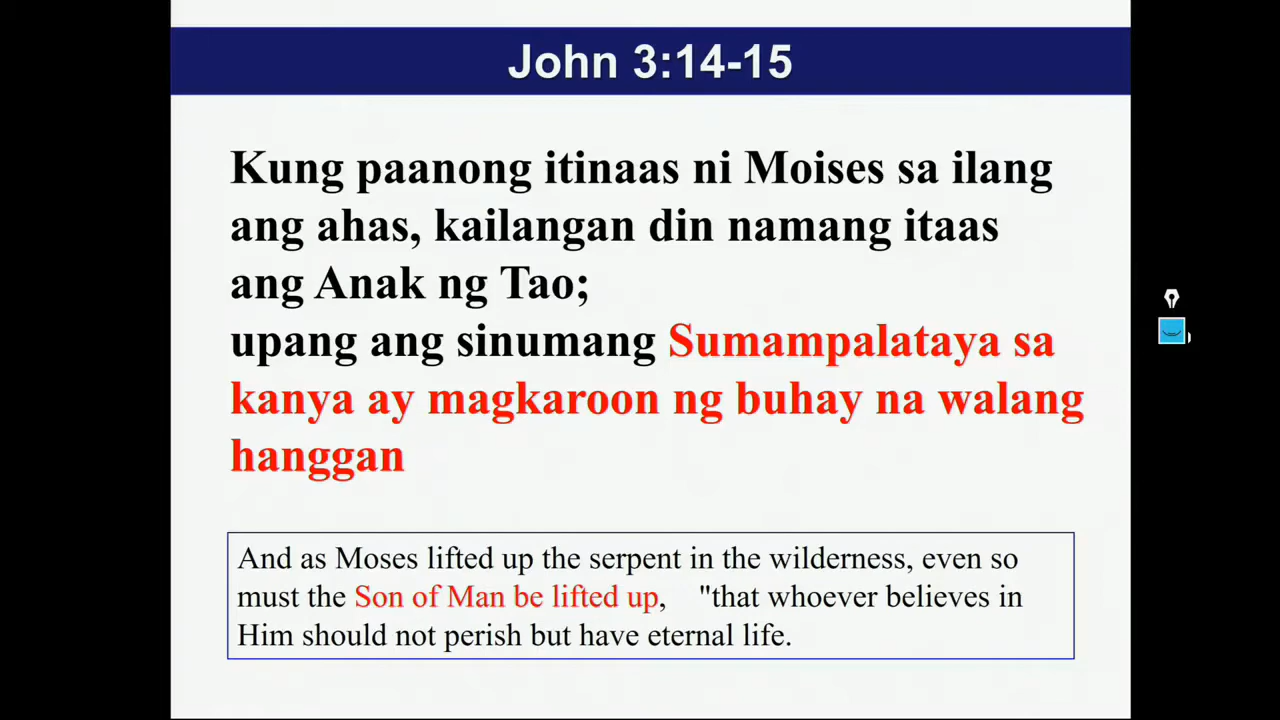 John 3:14-15
Kung paanong itinaas ni Moises sa ilang
ang ahas, kailangan din namang itaas
ang Anak ng Tao;
upang ang sinumang Sumampalataya sa
kanya ay magkaroon ng buhay na walang
hanggan
And as Moses lifted up the serpent in the wilderness, even so
must the Son of Man be lifted up, "that whoever believes in
Him should not perish but have eternal life.